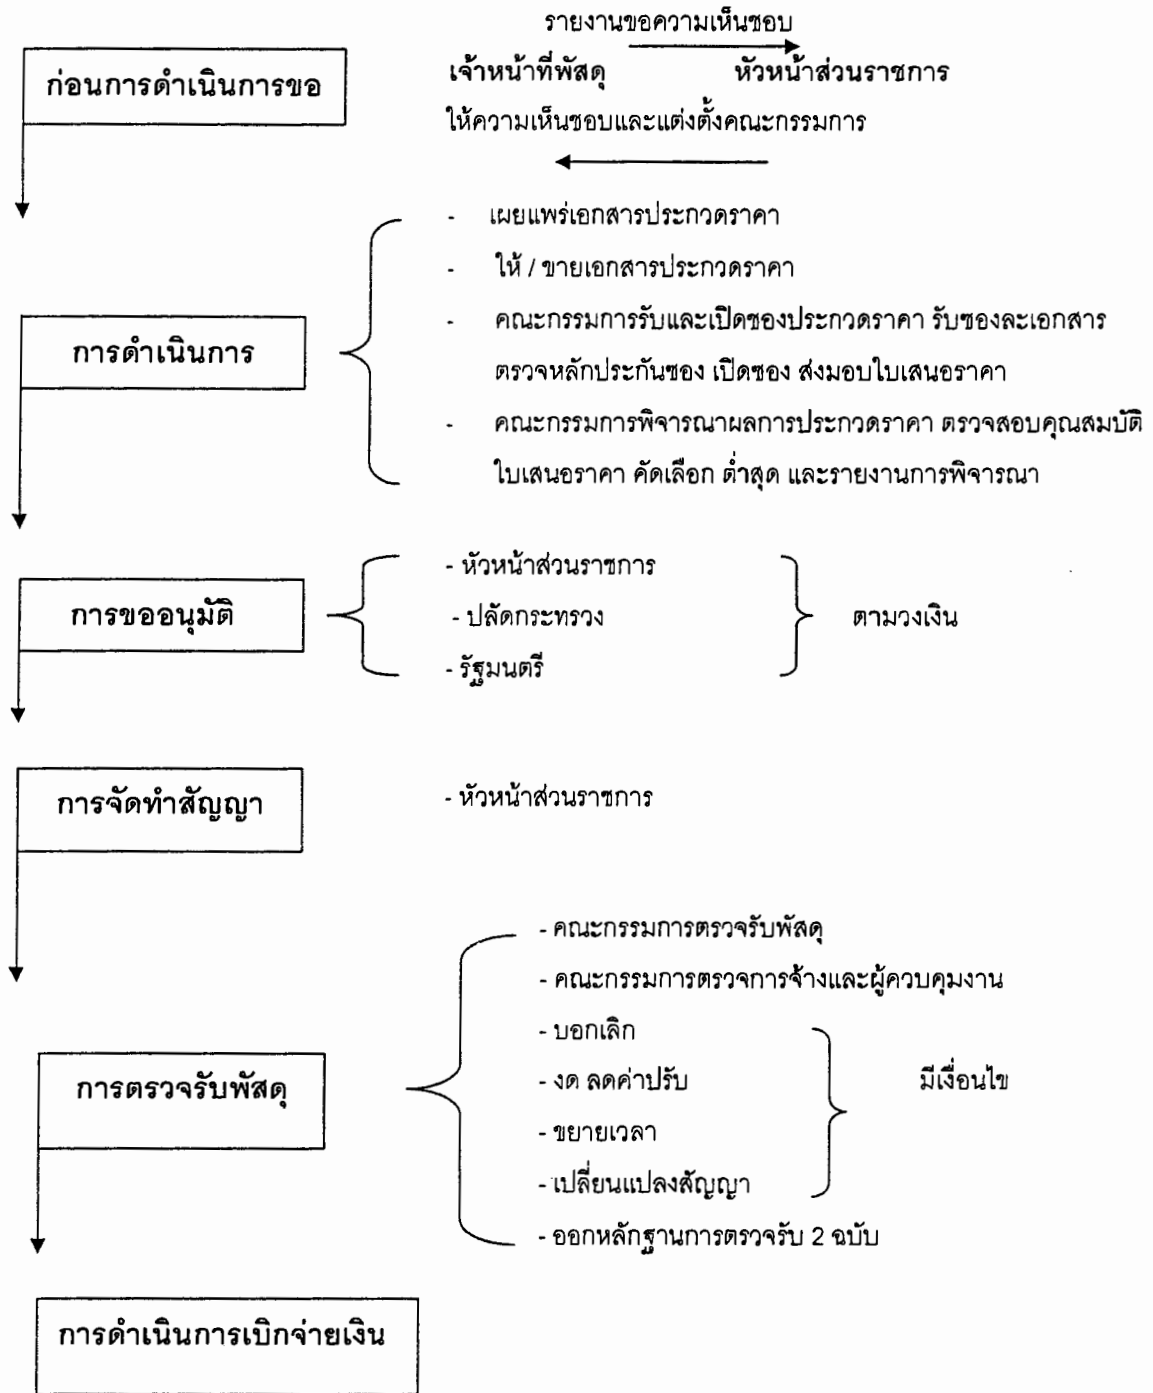 รายงานขอความเห็นชอบ
ก่อนการดำเนินการขอ
เจ้าหน้าที่พัสดุ หัวหน้าส่วนราชการ
ให้ความเห็นชอบและแต่งตั้งคณะกรรมการ
- เผยแพร่เอกสารประกวดราคา
- ให้ / ขายเอกสารประกวดราคา
การดำเนินการ
- คณะกรรมการรับและเปิดซองประกวดราคา รับซองละเอกสาร
ตรวจหลักประกันซอง เปิดซอง ส่งมอบใบเสนอราคา
- คณะกรรมการพิจารณาผลการประกวดราคา ตรวจสอบคุณสมบัติ
ใบเสนอราคา คัดเลือก ต่ำสุด และรายงานการพิจารณา
การขออนุมัติ
- หัวหน้าส่วนราชการ
- ปลัดกระทรวง
- รัฐมนตรี
ตามวงเงิน
การจัดทำสัญญา
- หัวหน้าส่วนราชการ
การตรวจรับพัสดุ
- คณะกรรมการตรวจรับพัสดุ
- คณะกรรมการตรวจการจ้างและผู้ควบคุมงาน
- บอกเลิก
- งด ลดค่าปรับ
- ขยายเวลา
- เปลี่ยนแปลงสัญญา
มีเงื่อนไข
- ออกหลักฐานการตรวจรับ 2 ฉบับ
การดำเนินการเบิกจ่ายเงิน